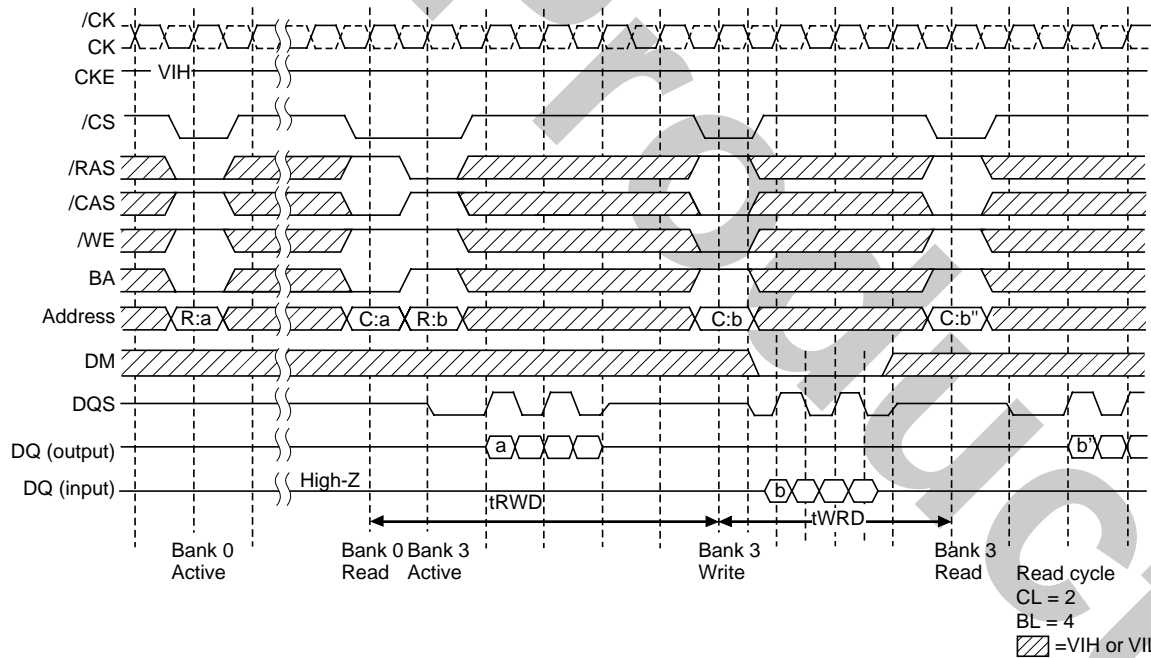 /CK
CK
CKE VIH
/CS
/RAS
/CAS
/WE
BA
Address R:a C:a R:b C:b C:b"
DM
DQS
DQ (output) a b"
DQ (input) High-Z b
tRWD tWRD
Bank 0 Active
Bank 0 Read
Bank 3 Active
Bank 3 Write
Bank 3 Read
Read cycle
CL = 2
BL = 4
=VIH or VIL